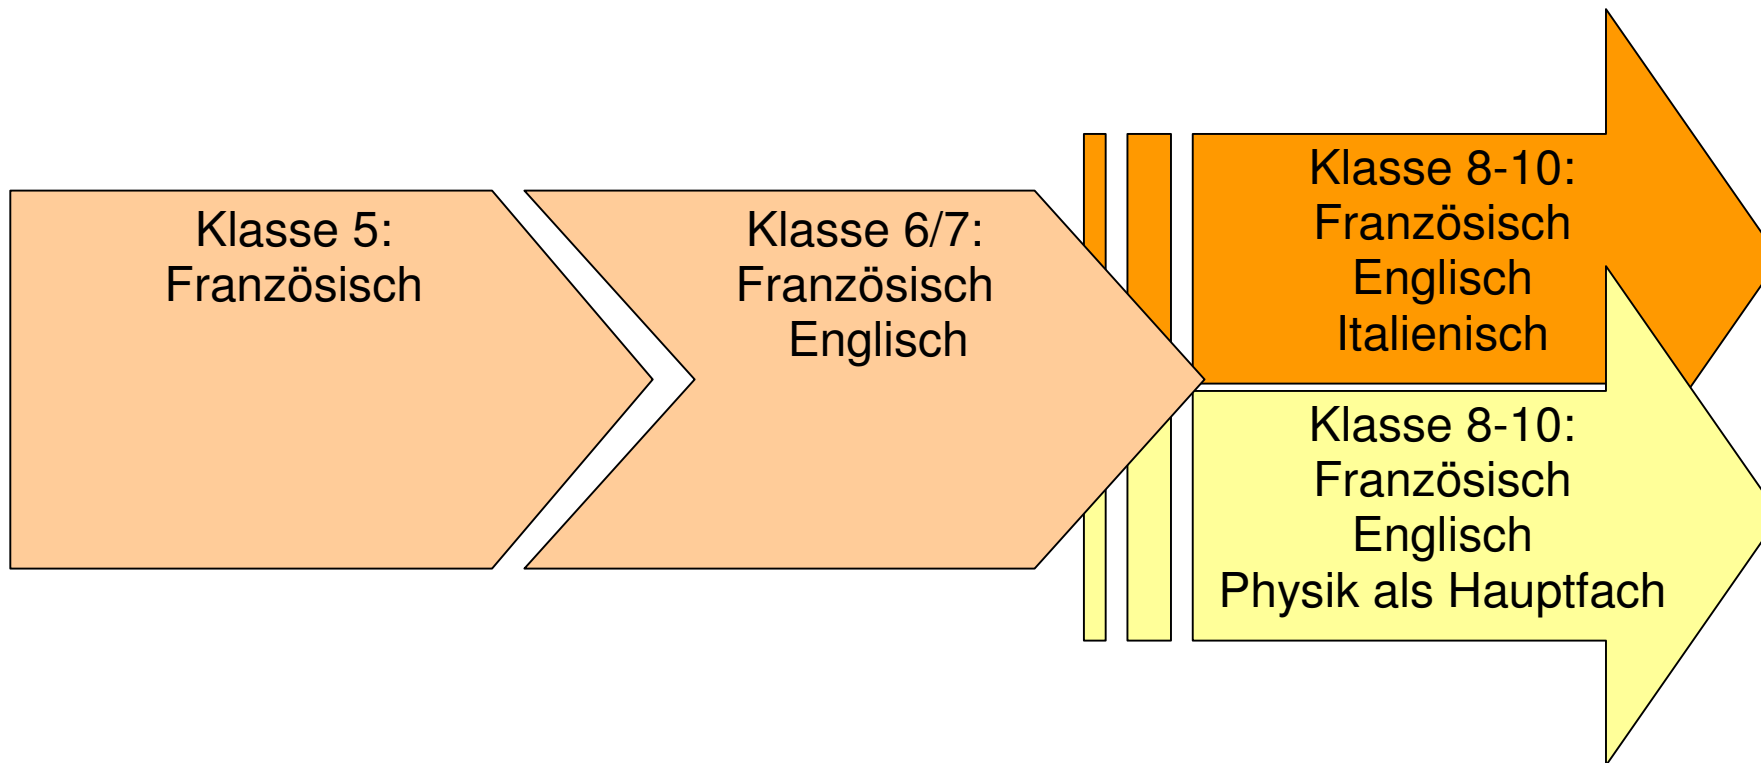 Klasse 5:
Französisch
Klasse 6/7:
Französisch
Englisch
Klasse 8-10:
Französisch
Englisch
Italienisch
Klasse 8-10:
Französisch
Englisch
Physik als Hauptfach